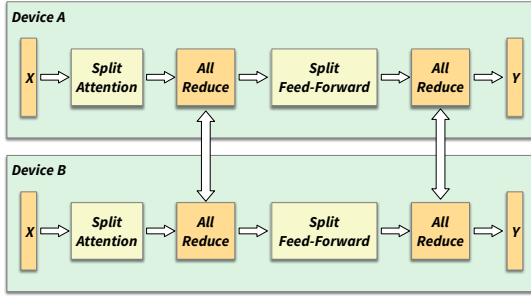 Device A
X
Split
Attention
All
Reduce
Split
Feed-Forward
All
Reduce
Y
Device B
X
Split
Attention
All
Reduce
Split
Feed-Forward
All
Reduce
Y